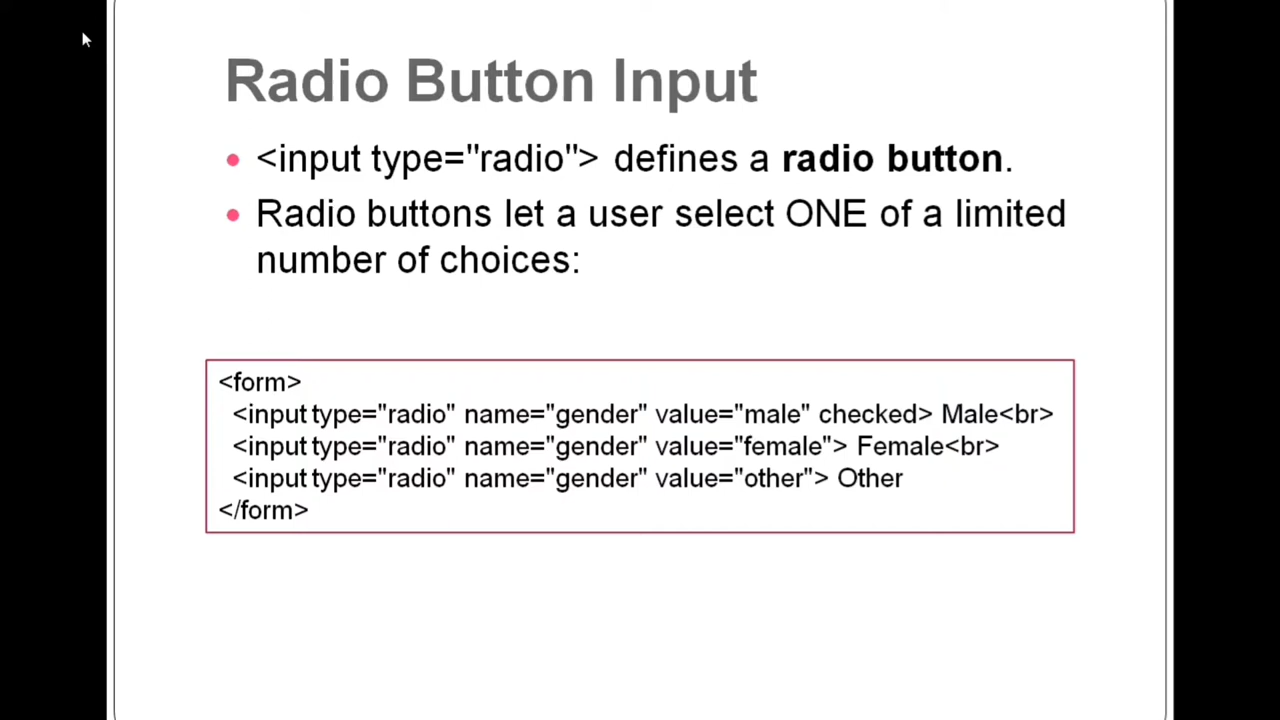 Radio Button Input
<input type="radio"> defines a radio button.
Radio buttons let a user select ONE of a limited
number of choices:
<form>
<input type="radio" name="gender" value="male" checked> Male<br>
<input type="radio" name="gender" value="female"> Female<br>
<input type="radio" name="gender" value="other"> Other
</form>